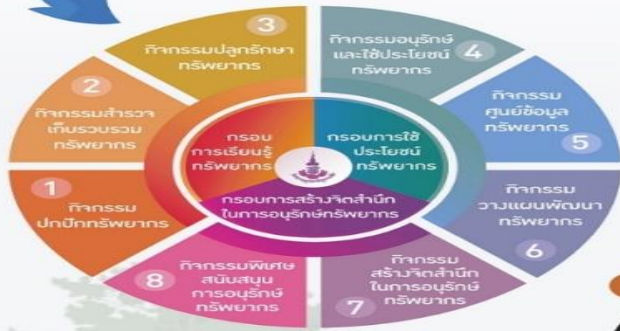 3
กิจกรรมปลูกรักษา
ทรัพยากร
กิจกรรมอนุรักษ์
และใช้ประโยชน์
ทรัพยากร
4
2
กิจกรรมสำรวจ
เก็บรวบรวม
ทรัพยากร
กิจกรรม
ศูนย์ข้อมูล
ทรัพยากร
5
กรอบ
การเรียนรู้
ทรัพยากร
กรอบการใช้
ประโยชน์
ทรัพยากร
1
กิจกรรม
ปกปักทรัพยากร
กรอบการสร้างจิตสำนึก
ในการอนุรักษ์ทรัพยากร
กิจกรรม
วางแผนพัฒนา
ทรัพยากร
6
8
กิจกรรมพิเศษ
สนับสนุน
การอนุรักษ์
ทรัพยากร
กิจกรรม
สร้างจิตสำนึก
ในการอนุรักษ์
ทรัพยากร
7